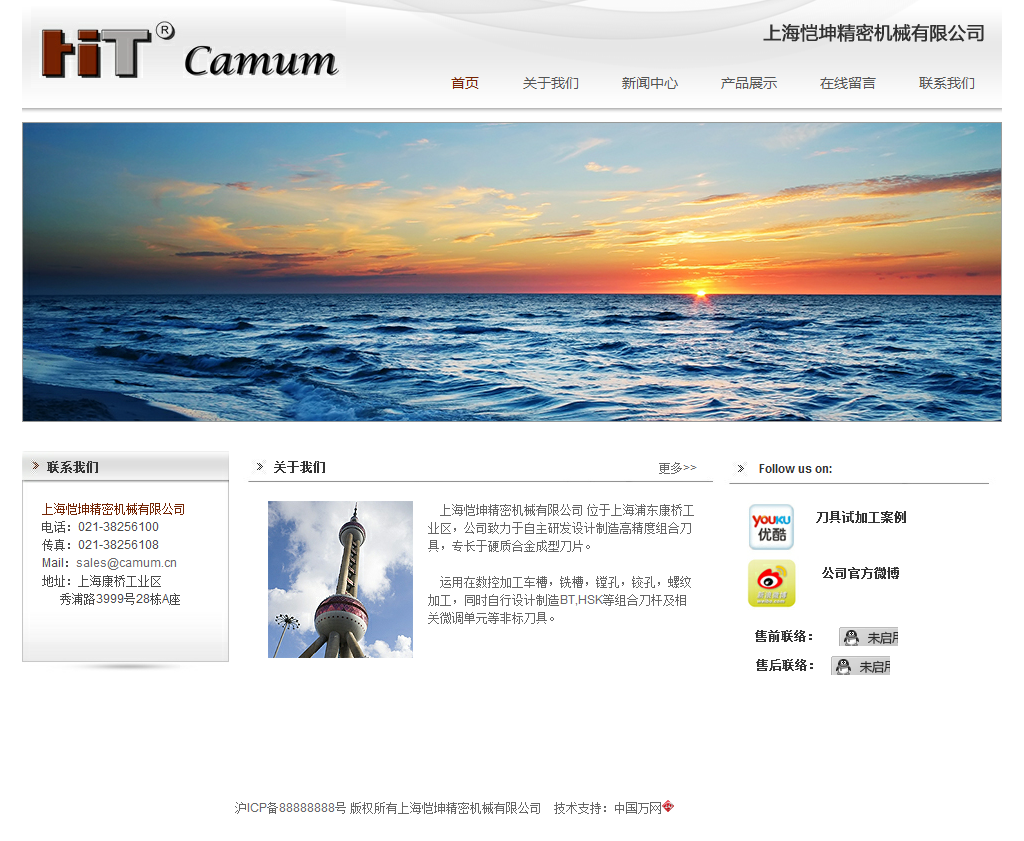 HiT® Camum
上海恺坤精密机械有限公司
首页 关于我们 新闻中心 产品展示 在线留言 联系我们
联系我们
上海恺坤精密机械有限公司
电话：021-38256100
传真：021-38256108
Mail：sales@camum.cn
地址：上海康桥工业区
秀浦路3999号28栋A座
关于我们 更多>>
上海恺坤精密机械有限公司 位于上海浦东康桥工
业区，公司致力于自主研发设计制造高精度组合刀
具，专长于硬质合金成型刀片。
运用在数控加工车槽，铣槽，镗孔，铰孔，螺纹
加工，同时自行设计制造BT,HSK等组合刀杆及相
关微调单元等非标刀具。
Follow us on:
YOUKU
优酷
刀具试加工案例
公司官方微博
售前联络： 未启用
售后联络： 未启用
沪ICP备88888888号 版权所有上海恺坤精密机械有限公司 技术支持：中国万网